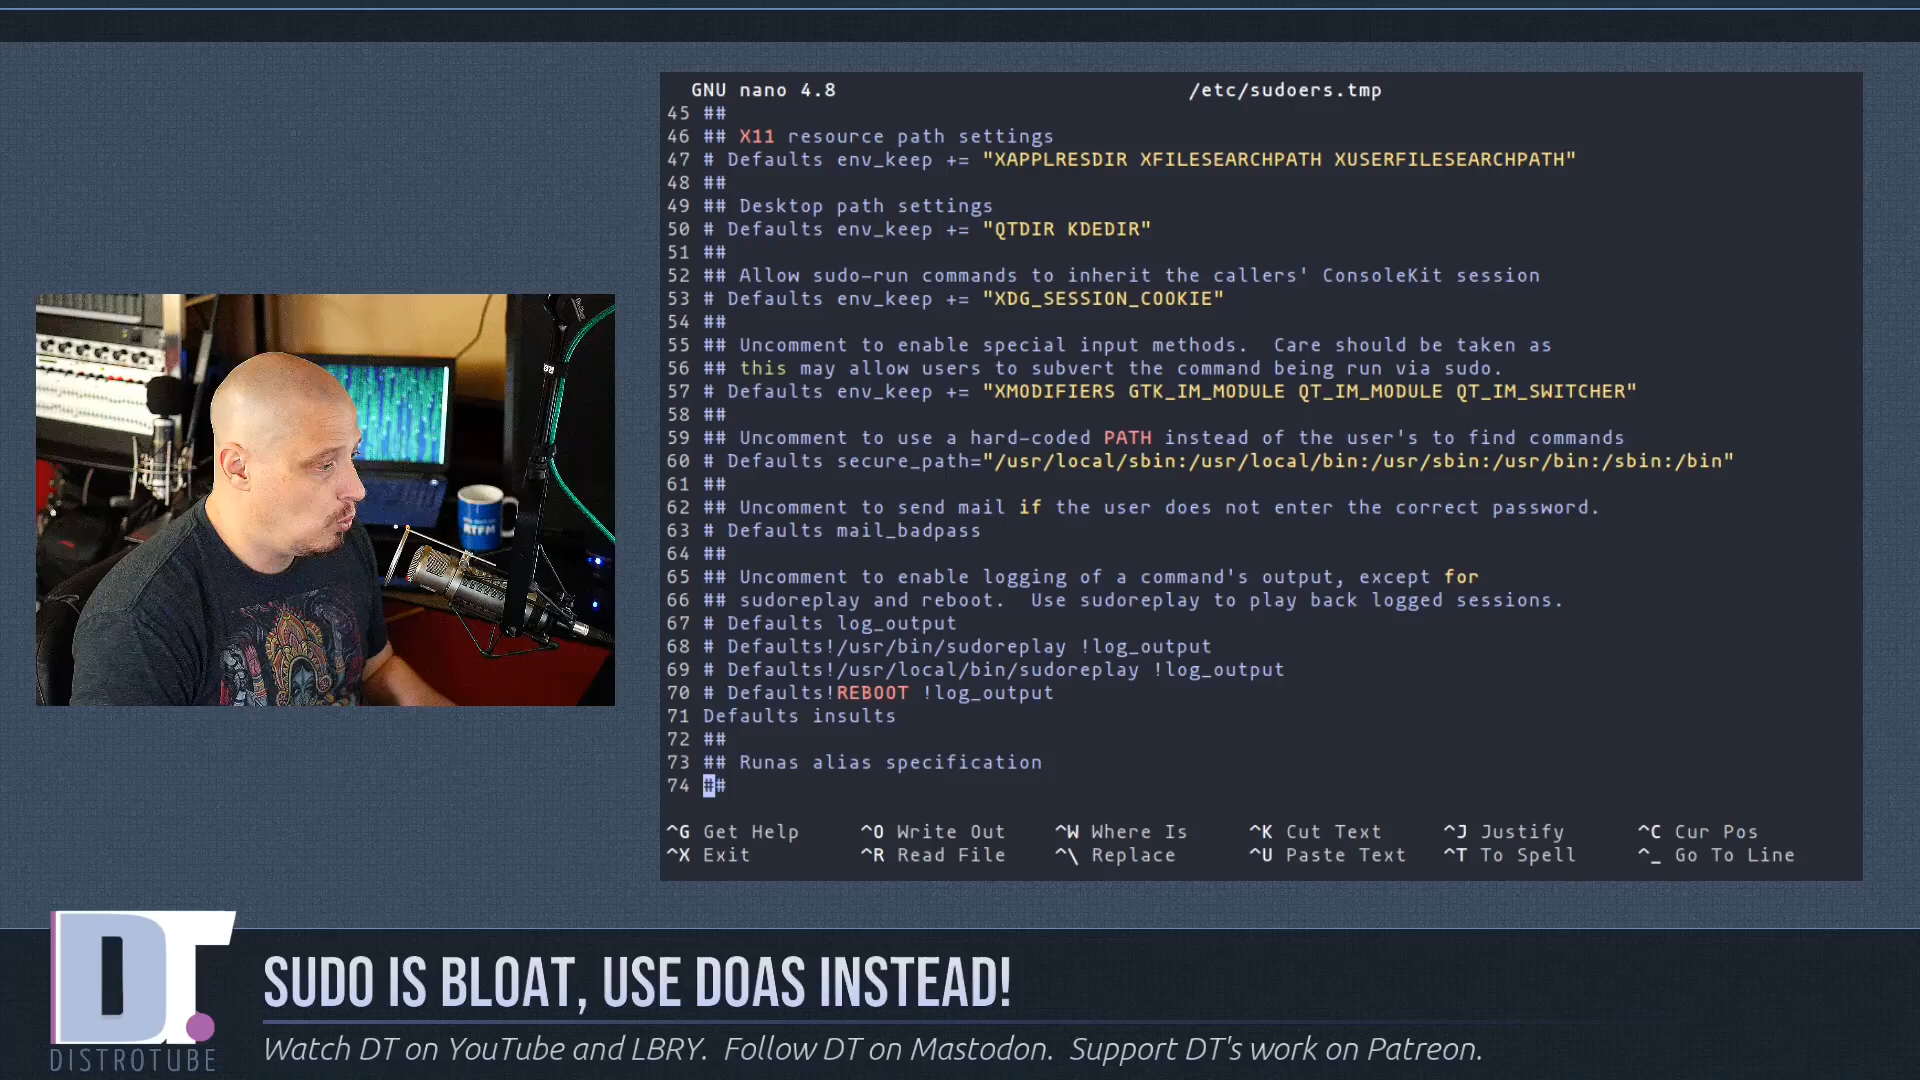 GNU nano 4.8 /etc/sudoers.tmp
45 ##
46 ## X11 resource path settings
47 # Defaults env_keep += "XAPPLRESDIR XFILESEARCHPATH XUSERFILESEARCHPATH"
48 ##
49 ## Desktop path settings
50 # Defaults env_keep += "QTDIR KDEDIR"
51 ##
52 ## Allow sudo-run commands to inherit the callers' ConsoleKit session
53 # Defaults env_keep += "XDG_SESSION_COOKIE"
54 ##
55 ## Uncomment to enable special input methods.  Care should be taken as
56 ## this may allow users to subvert the command being run via sudo.
57 # Defaults env_keep += "XMODIFIERS GTK_IM_MODULE QT_IM_MODULE QT_IM_SWITCHER"
58 ##
59 ## Uncomment to use a hard-coded PATH instead of the user's to find commands
60 # Defaults secure_path="/usr/local/sbin:/usr/local/bin:/usr/sbin:/usr/bin:/sbin:/bin"
61 ##
62 ## Uncomment to send mail if the user does not enter the correct password.
63 # Defaults mail_badpass
64 ##
65 ## Uncomment to enable logging of a command's output, except for
66 ## sudoreplay and reboot.  Use sudoreplay to play back logged sessions.
67 # Defaults log_output
68 # Defaults!/usr/bin/sudoreplay !log_output
69 # Defaults!/usr/local/bin/sudoreplay !log_output
70 # Defaults!REBOOT !log_output
71 Defaults insults
72 ##
73 ## Runas alias specification
74 ##
^G Get Help ^O Write Out ^W Where Is ^K Cut Text ^J Justify ^C Cur Pos
^X Exit ^R Read File ^\ Replace ^U Paste Text ^T To Spell ^_ Go To Line
RTFM
DT
DISTROTUBE
SUDO IS BLOAT, USE DOAS INSTEAD!
Watch DT on YouTube and LBRY.  Follow DT on Mastodon.  Support DT's work on Patreon.